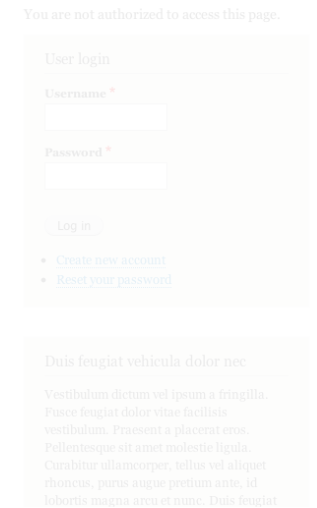 You are not authorized to access this page.
User login
Username *
Password *
Log in
Create new account
Reset your password
Duis feugiat vehicula dolor nec
Vestibulum dictum vel ipsum a fringilla.
Fusce feugiat dolor vitae facilisis
vestibulum. Praesent a placerat eros.
Pellentesque sit amet molestie ligula.
Curabitur ullamcorper, tellus vel aliquet
rhoncus, purus augue pretium ante, id
lobortis magna arcu et nunc. Duis feugiat